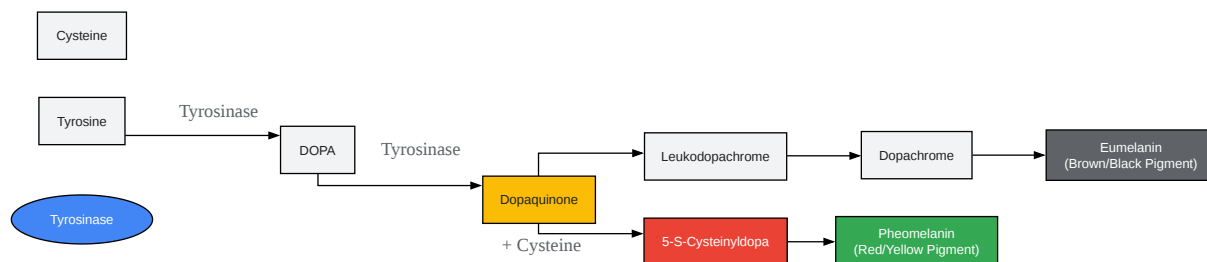 Cysteine
Tyrosinase
Tyrosine
DOPA
Tyrosinase
Leukodopachrome
Dopachrome
Eumelanin
(Brown/Black Pigment)
Dopaquinone
Tyrosinase
+ Cysteine
5-S-Cysteinyldopa
Pheomelanin
(Red/Yellow Pigment)